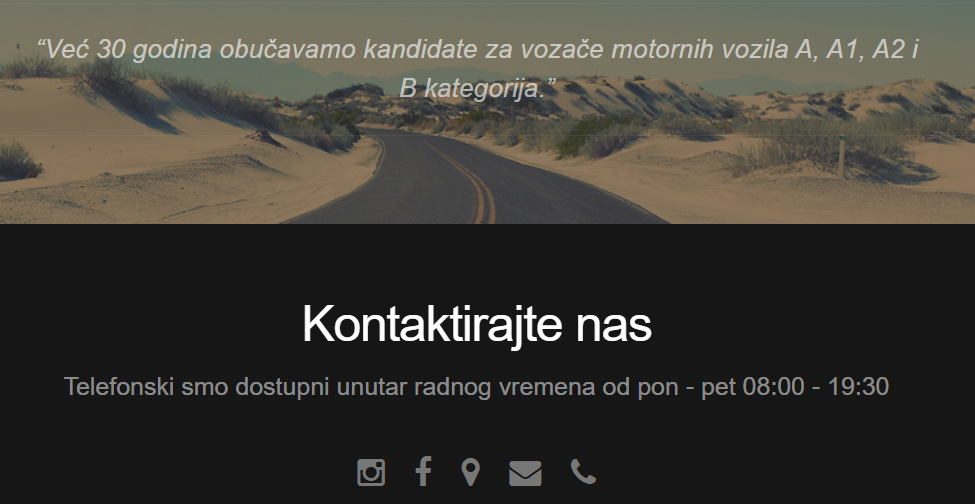 “Već 30 godina obučavamo kandidate za vozače motornih vozila A, A1, A2 i
B kategorija.”
Kontaktirajte nas
Telefonski smo dostupni unutar radnog vremena od pon - pet 08:00 - 19:30